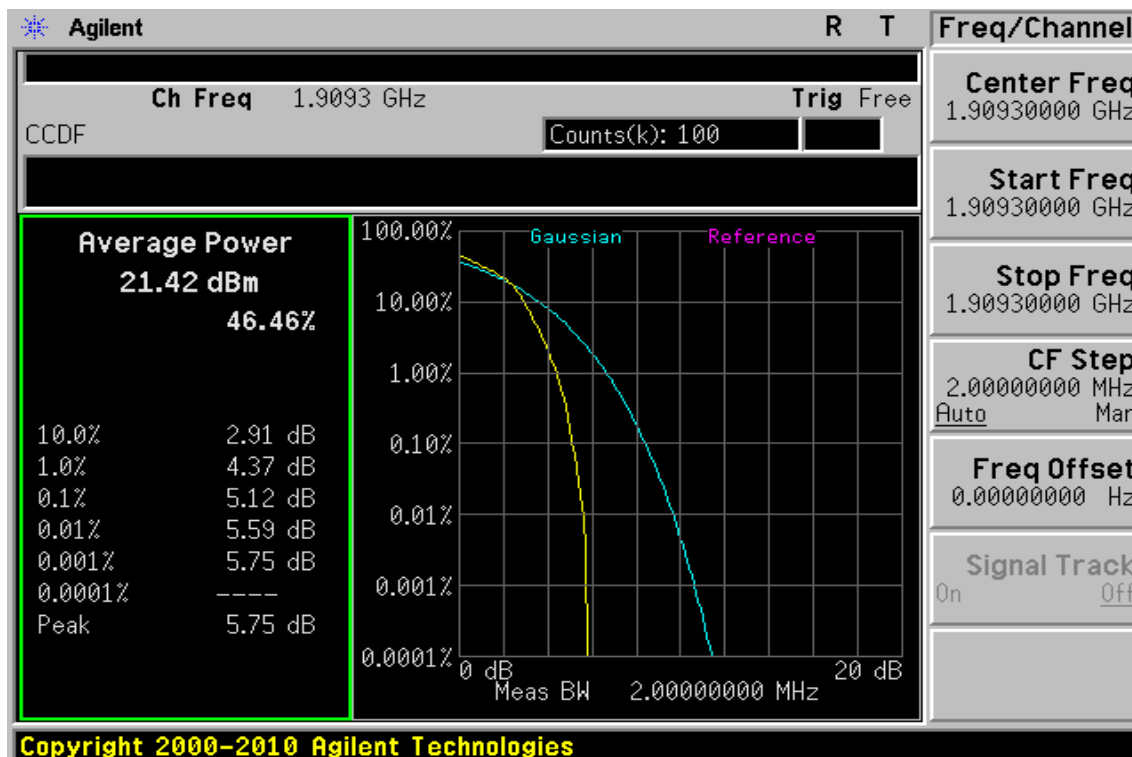 Agilent R T
Ch Freq 1.9093 GHz Trig Free
CCDF Counts(k): 100
Average Power
21.42 dBm
46.46%
10.0% 2.91 dB
1.0% 4.37 dB
0.1% 5.12 dB
0.01% 5.59 dB
0.001% 5.75 dB
0.0001% ----
Peak 5.75 dB
Gaussian Reference
100.00%
10.00%
1.00%
0.10%
0.01%
0.001%
0.0001%
0 dB 20 dB
Meas BW 2.00000000 MHz
Freq/Channel
Center Freq
1.90930000 GHz
Start Freq
1.90930000 GHz
Stop Freq
1.90930000 GHz
CF Step
2.00000000 MHz
Auto Man
Freq Offset
0.00000000 Hz
Signal Track
On Off
Copyright 2000-2010 Agilent Technologies